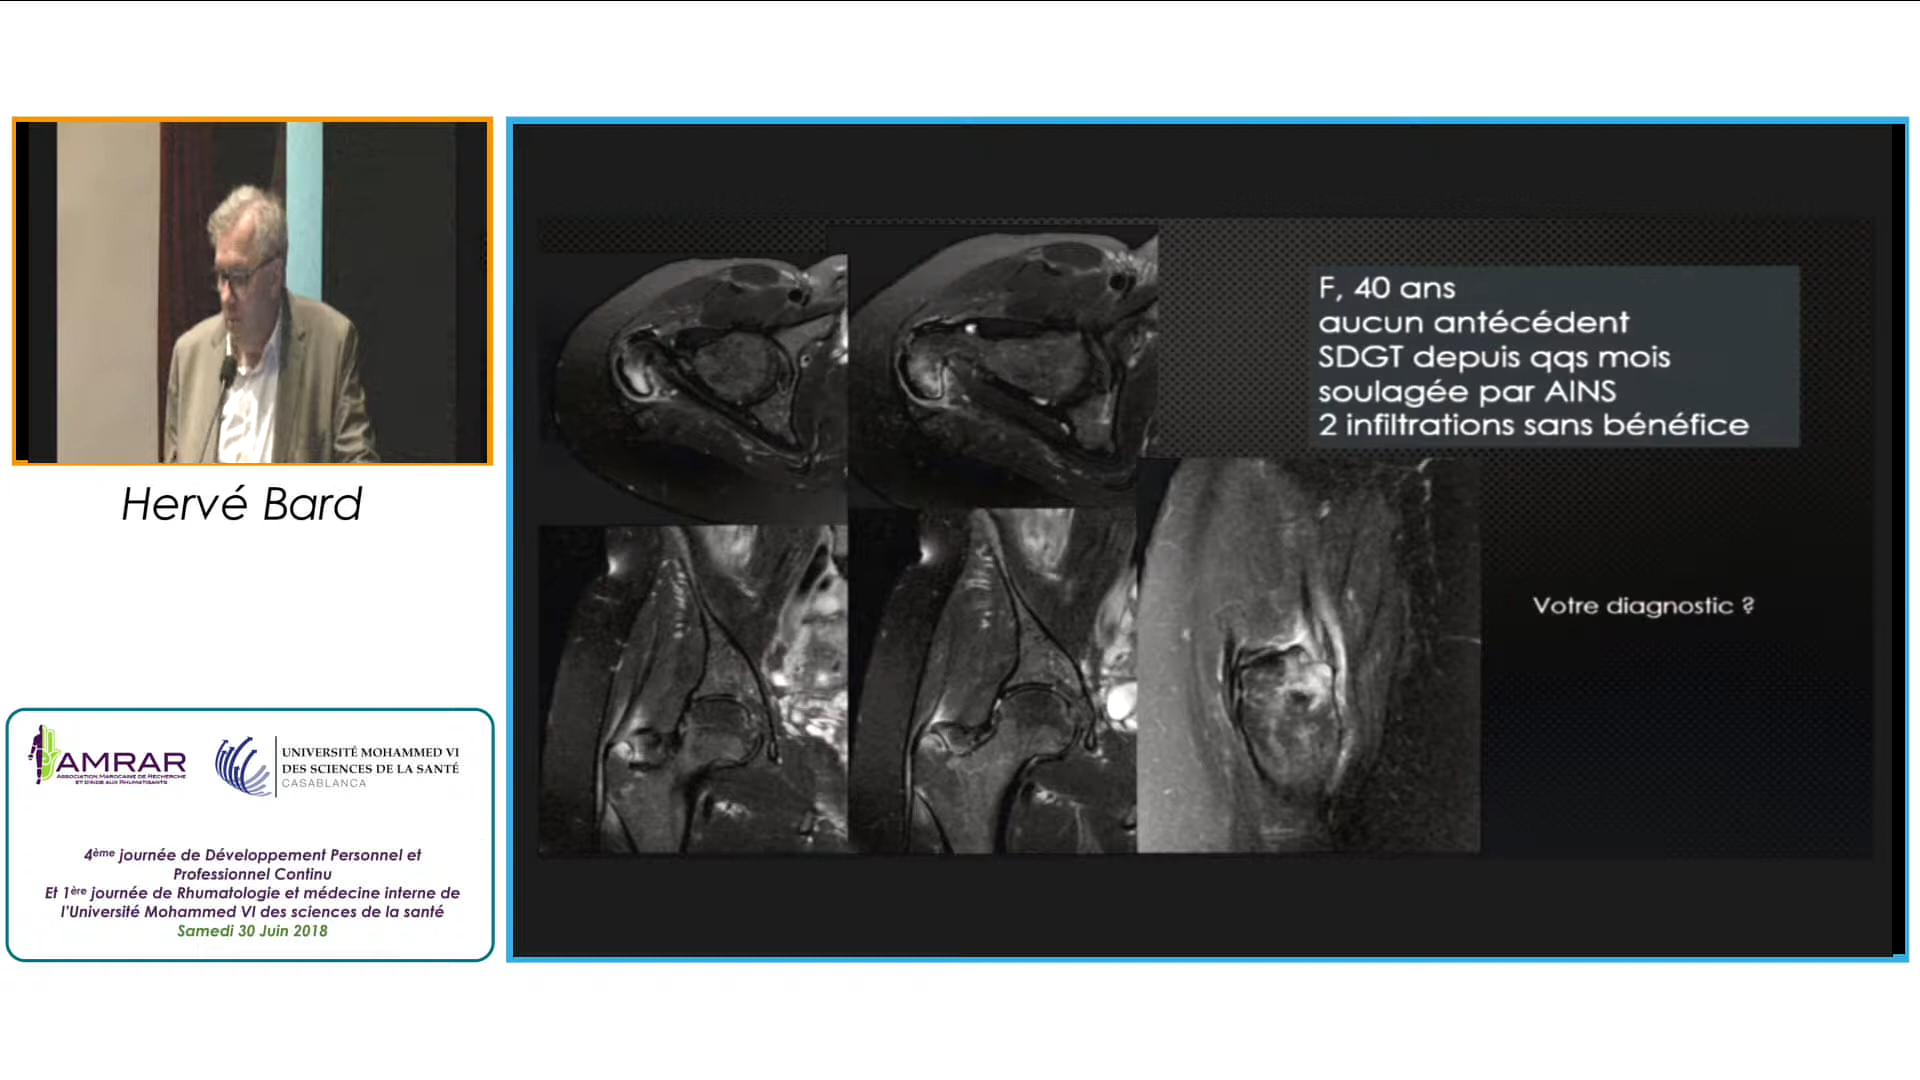 Hervé Bard
AMRAR
ASSOCIATION MAROCAINE DE RECHERCHE
ET D'AIDE AUX RHUMATISANTS
UNIVERSITÉ MOHAMMED VI
DES SCIENCES DE LA SANTÉ
CASABLANCA
4ème journée de Développement Personnel et
Professionnel Continu
Et 1ère journée de Rhumatologie et médecine interne de
l'Université Mohammed VI des sciences de la santé
Samedi 30 Juin 2018
F, 40 ans
aucun antécédent
SDGT depuis qqs mois
soulagée par AINS
2 infiltrations sans bénéfice
Votre diagnostic ?